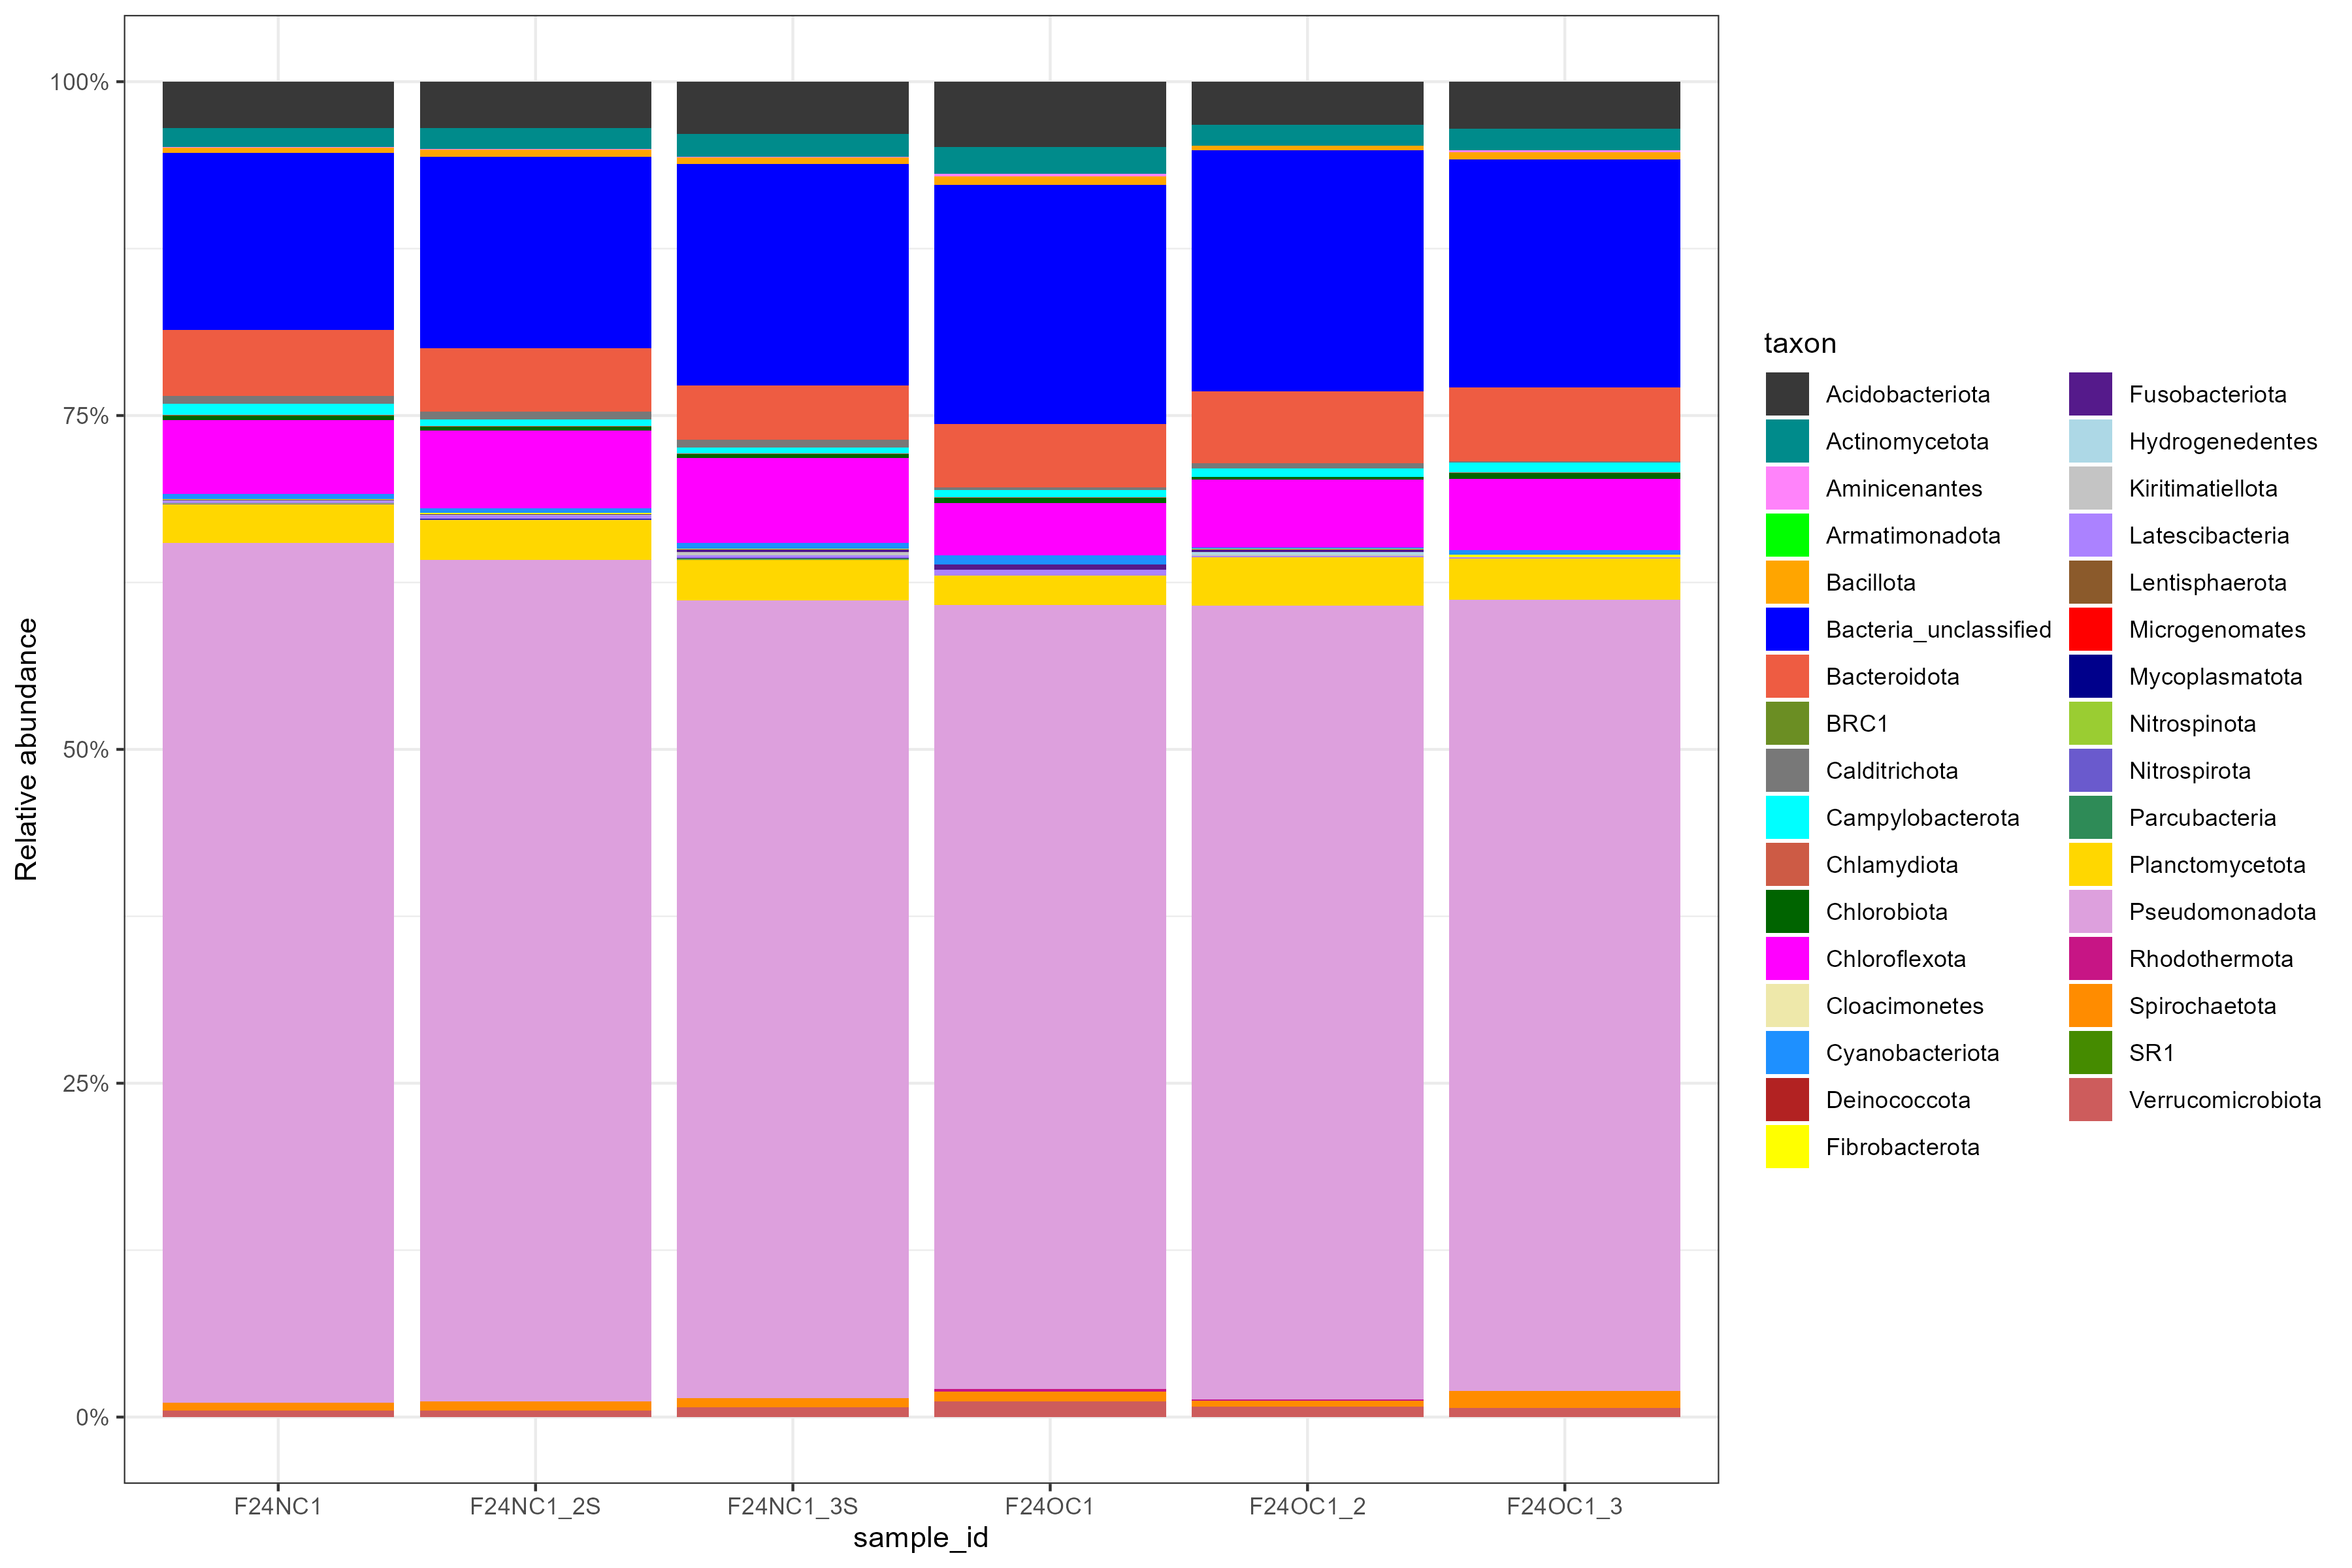 100%
75%
50%
25%
0%
Relative abundance
F24NC1
F24NC1_2S
F24NC1_3S
F24OC1
F24OC1_2
F24OC1_3
sample_id
taxon
Acidobacteriota
Actinomycetota
Aminicenantes
Armatimonadota
Bacillota
Bacteria_unclassified
Bacteroidota
BRC1
Calditrichota
Campylobacterota
Chlamydiota
Chlorobiota
Chloroflexota
Cloacimonetes
Cyanobacteriota
Deinococcota
Fibrobacterota
Fusobacteriota
Hydrogenedentes
Kiritimatiellota
Latescibacteria
Lentisphaerota
Microgenomates
Mycoplasmatota
Nitrospinota
Nitrospirota
Parcubacteria
Planctomycetota
Pseudomonadota
Rhodothermota
Spirochaetota
SR1
Verrucomicrobiota